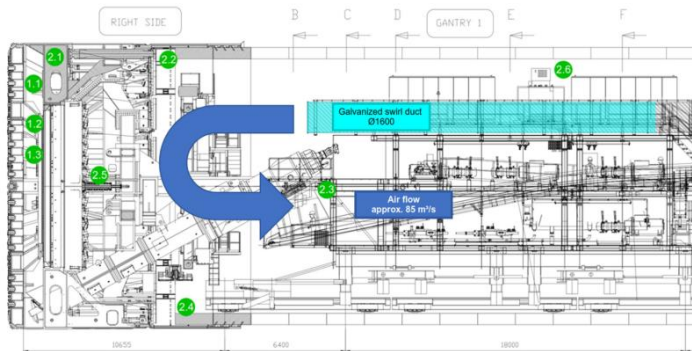 RIGHT SIDE
B
C
D
GANTRY 1
E
F
2.1
2.2
2.6
1.1
Galvanized swirl duct
Ø1600
1.2
1.3
2.5
2.3
Air flow
approx. 85 m³/s
2.4
10655
6400
18000